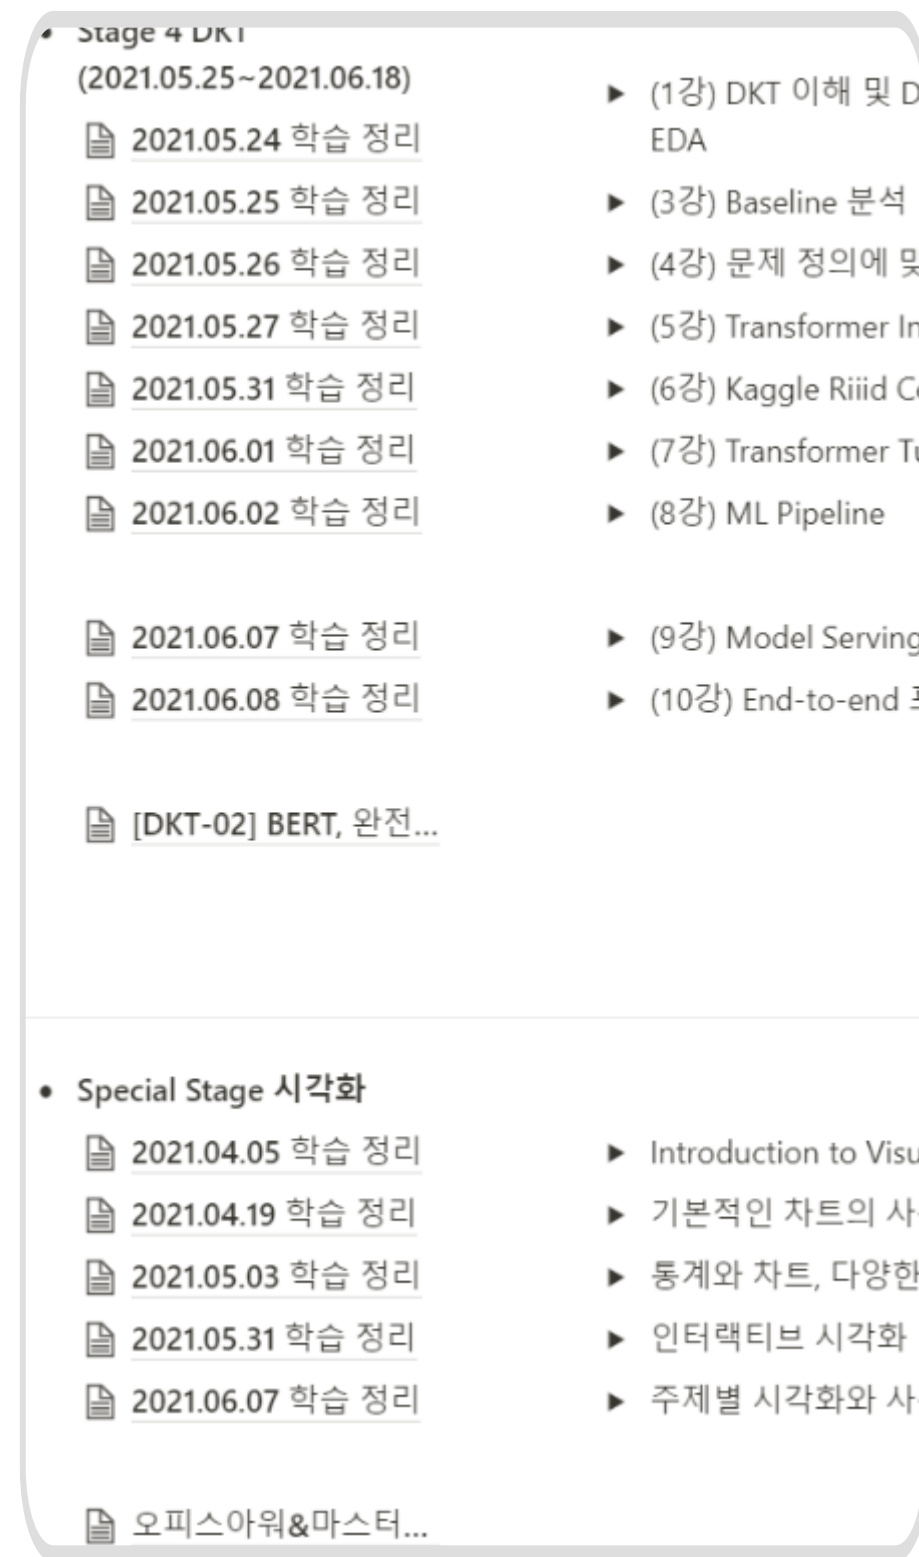 Stage 4 DKT
(2021.05.25~2021.06.18)
2021.05.24 학습 정리
2021.05.25 학습 정리
2021.05.26 학습 정리
2021.05.27 학습 정리
2021.05.31 학습 정리
2021.06.01 학습 정리
2021.06.02 학습 정리
2021.06.07 학습 정리
2021.06.08 학습 정리
[DKT-02] BERT, 완전...
(1강) DKT 이해 및
EDA
(3강) Baseline 분석
(4강) 문제 정의에
(5강) Transformer
(6강) Kaggle Riiid
(7강) Transformer
(8강) ML Pipeline
(9강) Model Serving
(10강) End-to-end
Special Stage 시각화
2021.04.05 학습 정리
2021.04.19 학습 정리
2021.05.03 학습 정리
2021.05.31 학습 정리
2021.06.07 학습 정리
오피스아워&마스터...
Introduction to
기본적인 차트의
통계와 차트, 다양한
인터랙티브 시각화
주제별 시각화와